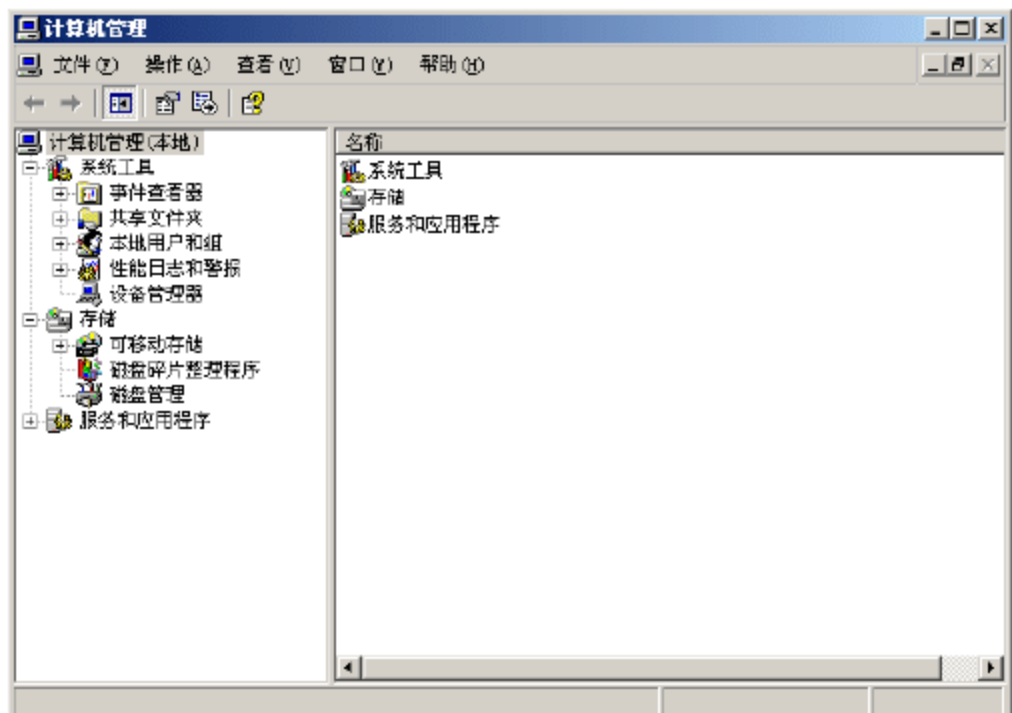 计算机管理
文件(F) 操作(A) 查看(V) 窗口(W) 帮助(H)
计算机管理(本地)
系统工具
事件查看器
共享文件夹
本地用户和组
性能日志和警报
设备管理器
存储
可移动存储
磁盘碎片整理程序
磁盘管理
服务和应用程序
名称
系统工具
存储
服务和应用程序